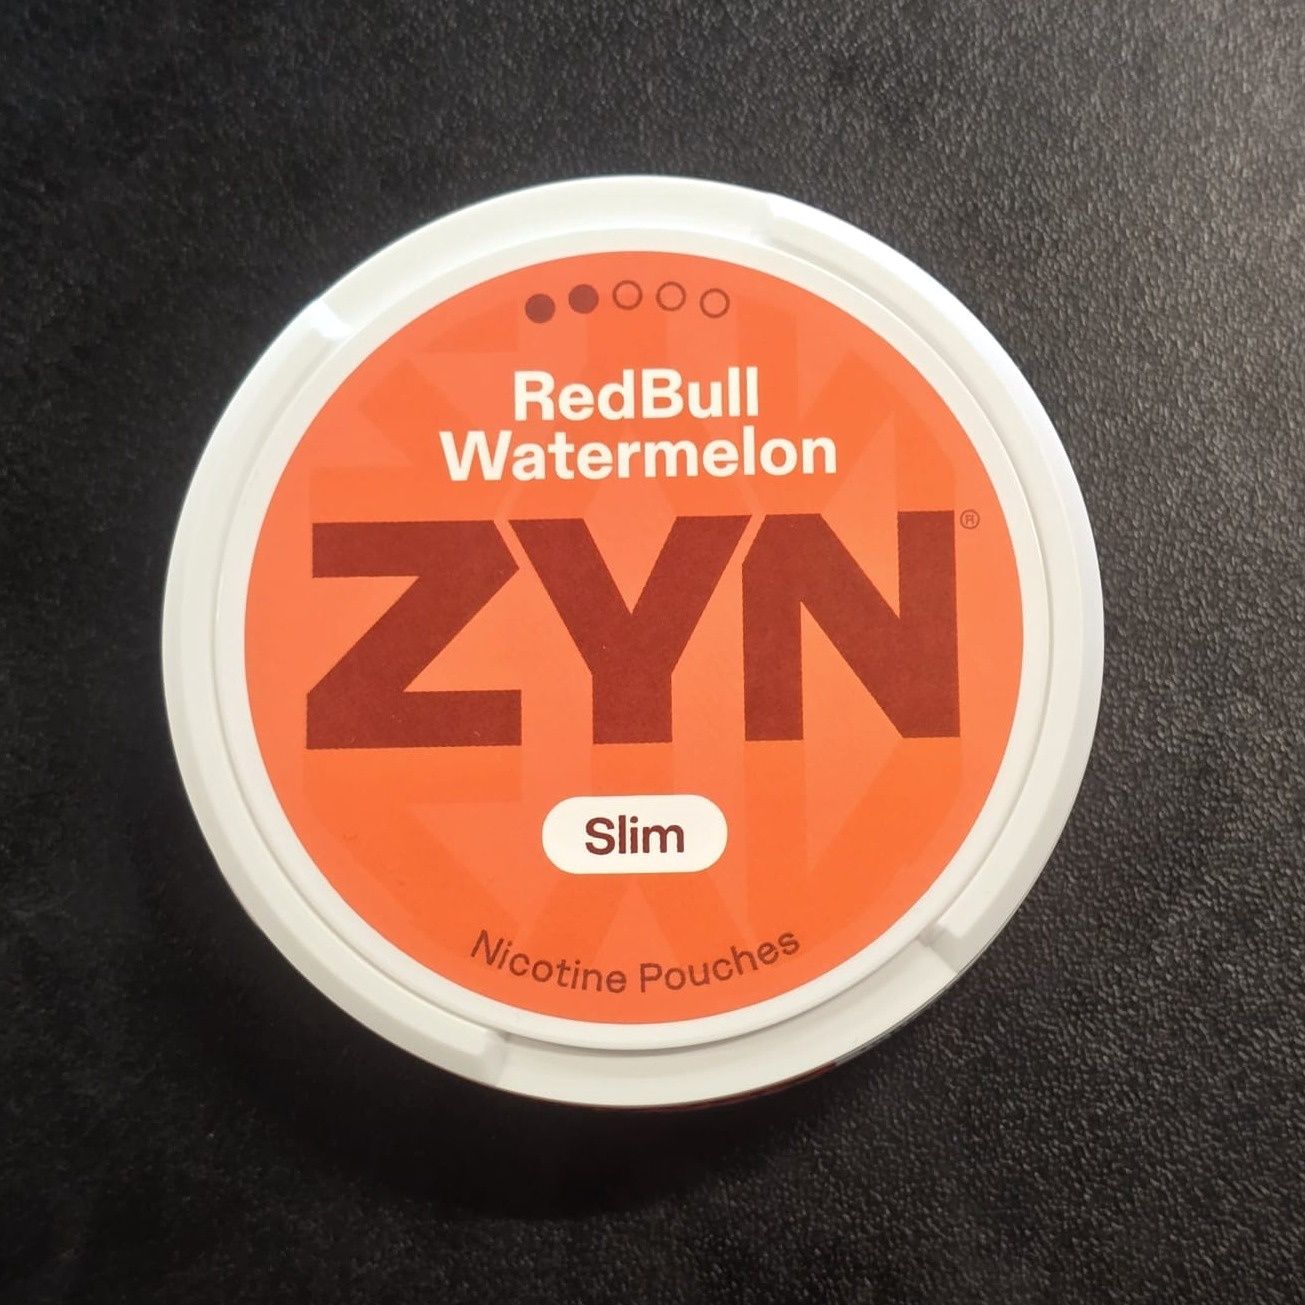 RedBull
Watermelon
ZYN®
Slim
Nicotine Pouches